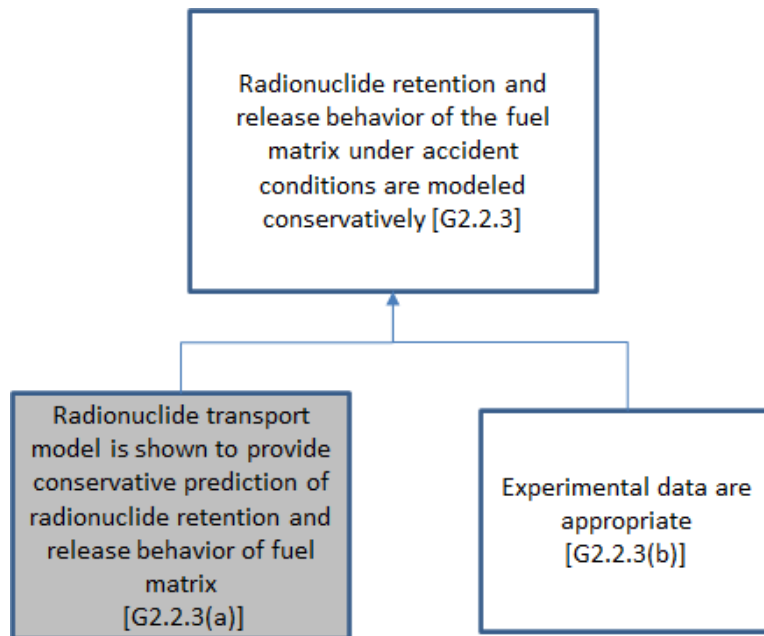 Radionuclide retention and
release behavior of the fuel
matrix under accident
conditions are modeled
conservatively [G2.2.3]
Radionuclide transport
model is shown to provide
conservative prediction of
radionuclide retention and
release behavior of fuel
matrix
[G2.2.3(a)]
Experimental data are
appropriate
[G2.2.3(b)]